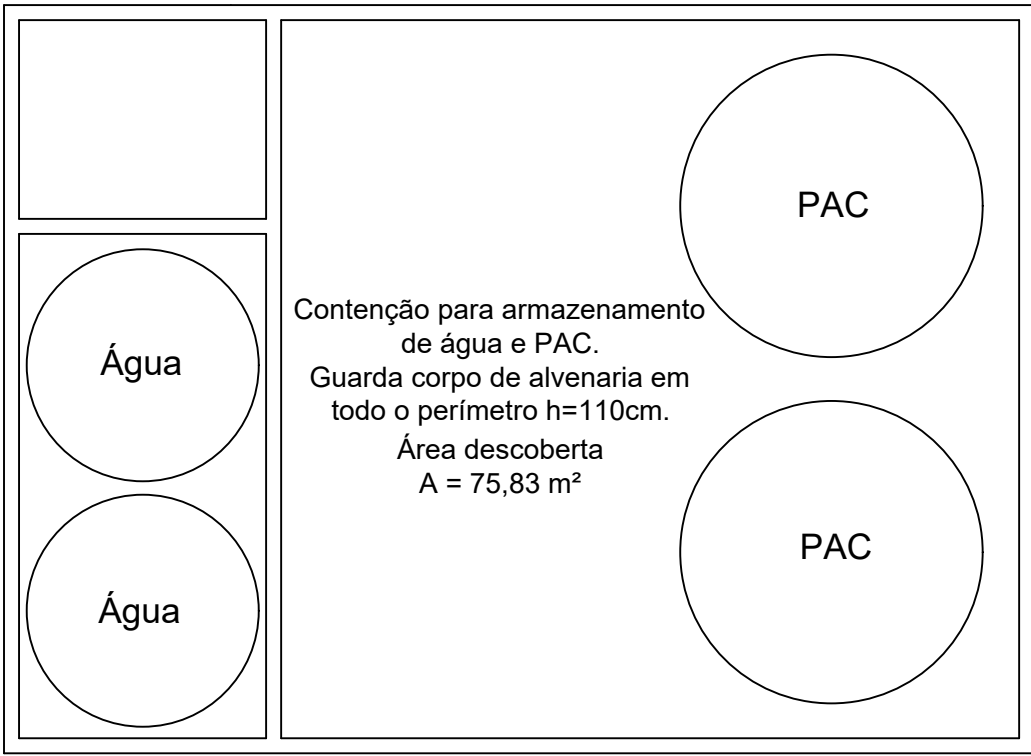 PAC
Água
Contenção para armazenamento
de água e PAC.
Guarda corpo de alvenaria em
todo o perímetro h=110cm.
Área descoberta
A = 75,83 m²
PAC
Água